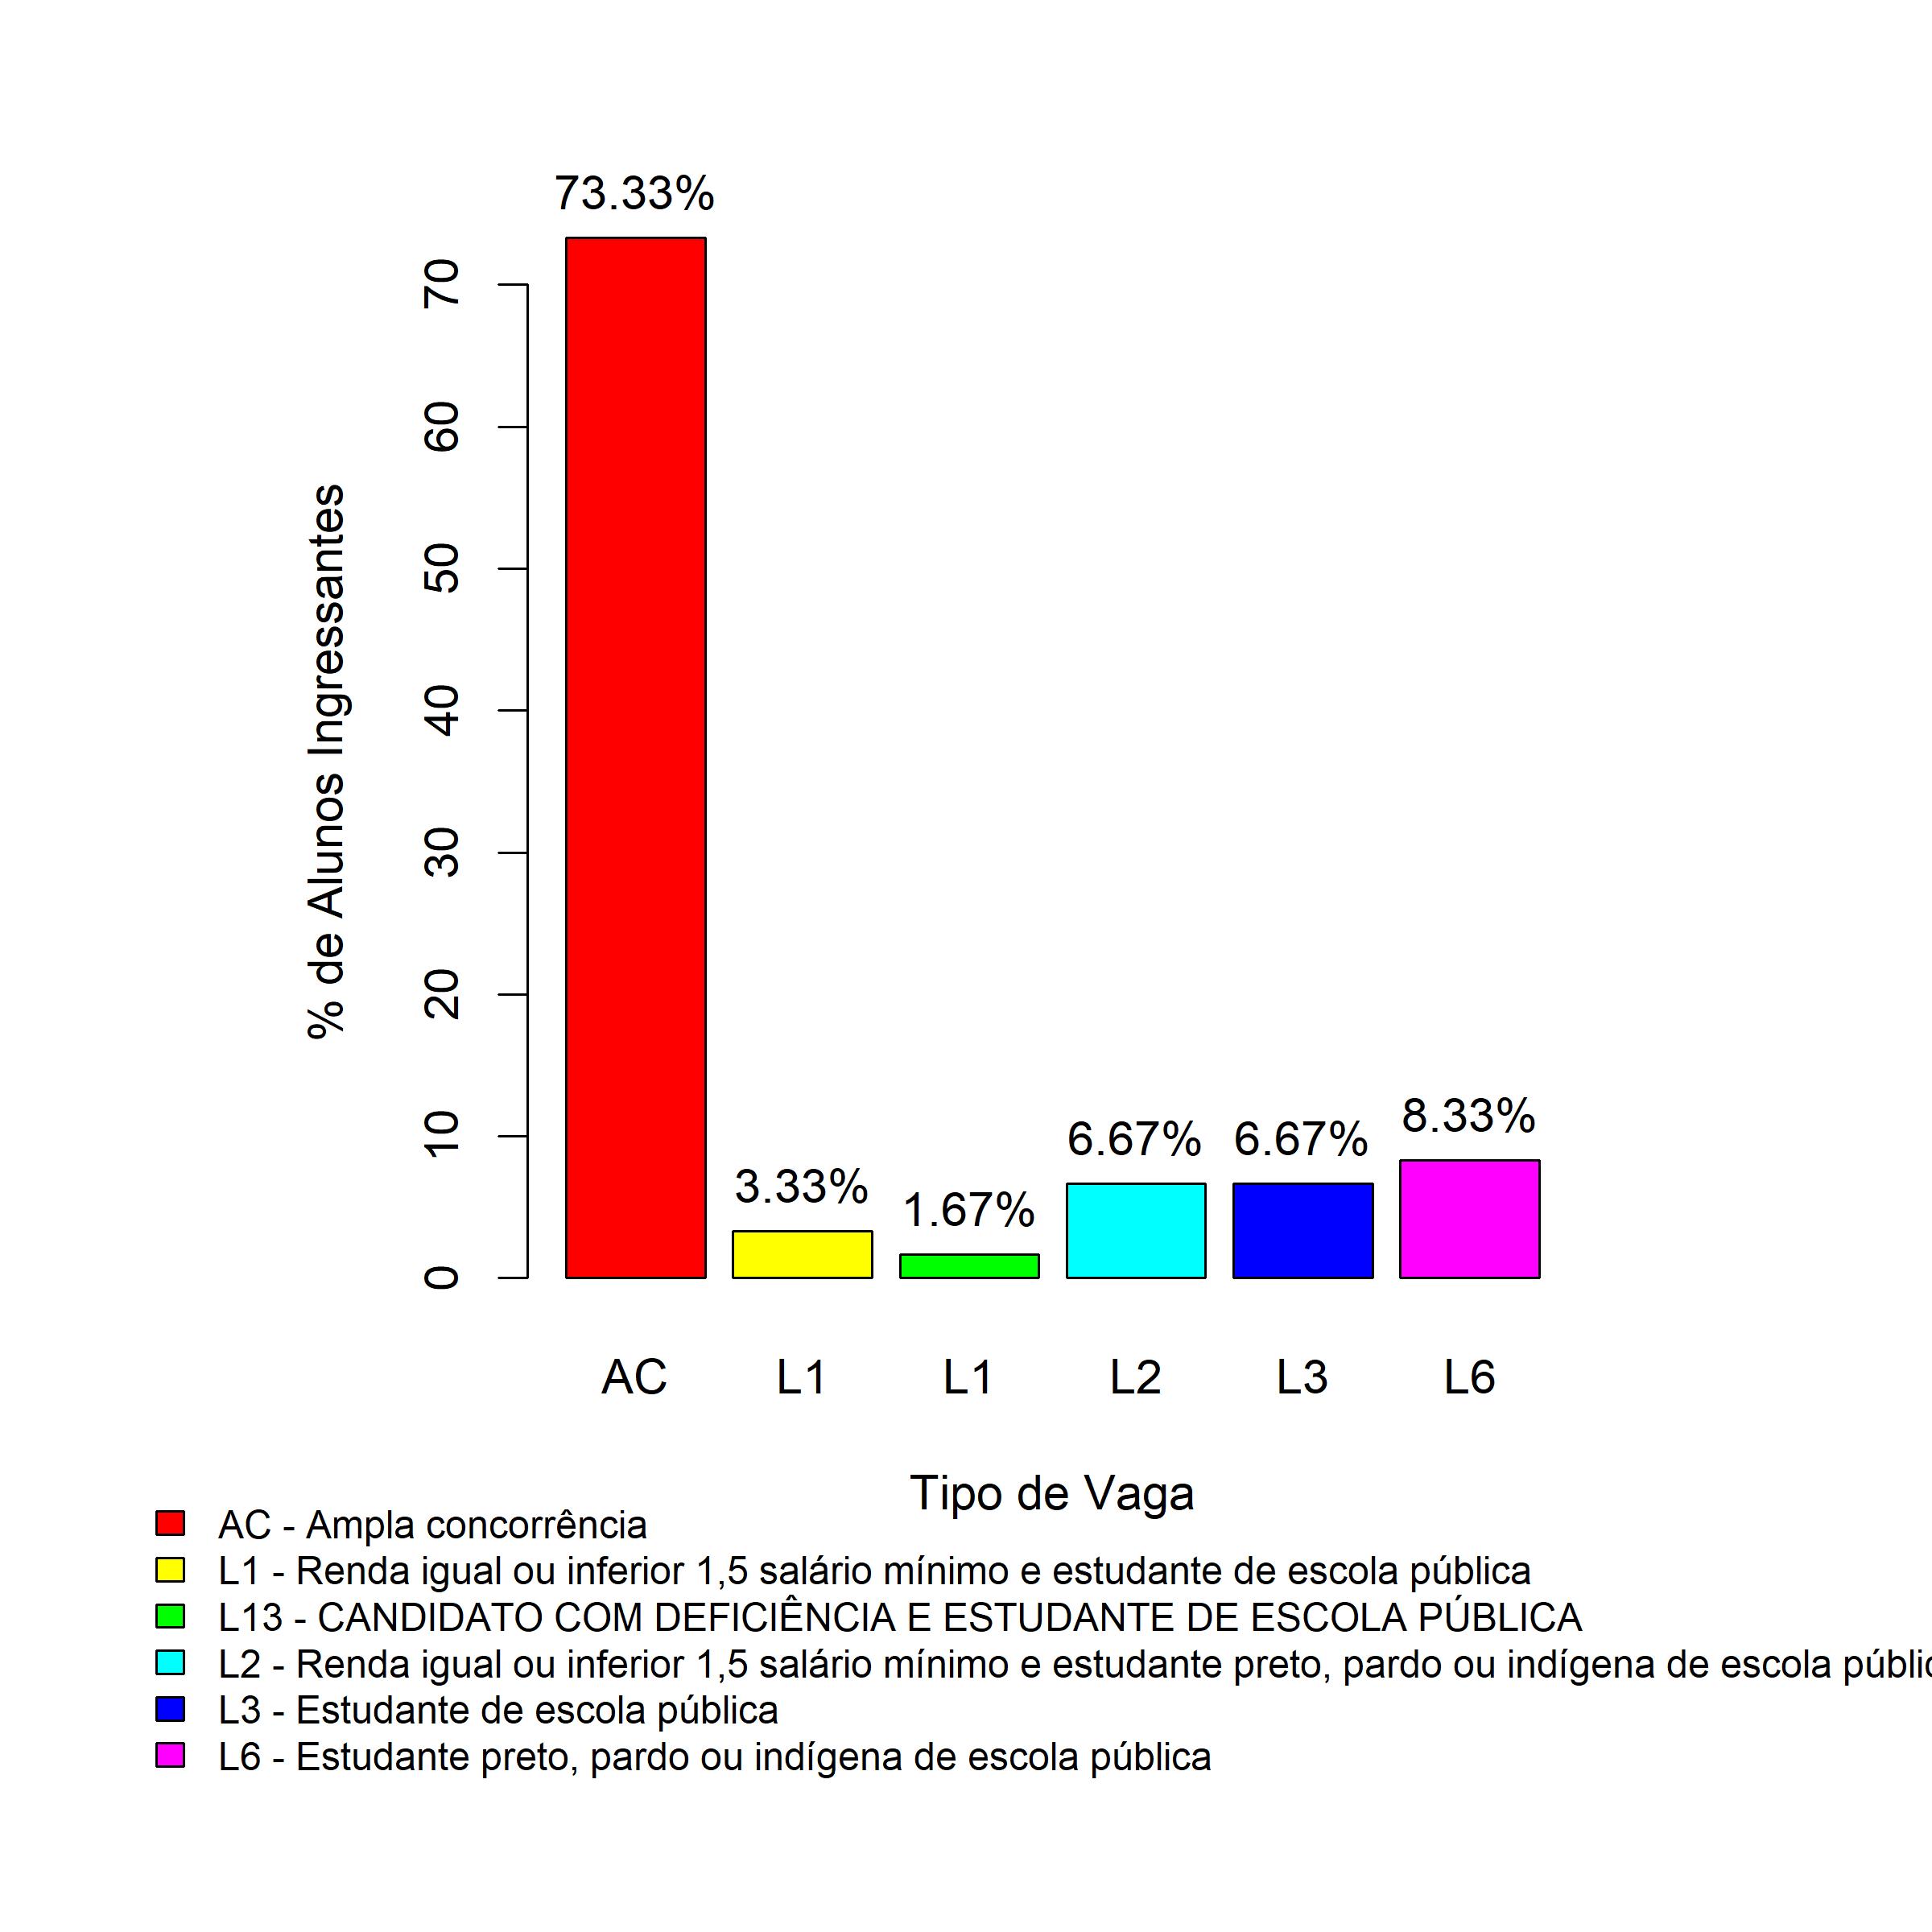 73.33%
70
60
50
40
30
20
10
0
% de Alunos Ingressantes
3.33%
1.67%
6.67%
6.67%
8.33%
AC L1 L1 L2 L3 L6
Tipo de Vaga
AC - Ampla concorrência
L1 - Renda igual ou inferior 1,5 salário mínimo e estudante de escola pública
L13 - CANDIDATO COM DEFICIÊNCIA E ESTUDANTE DE ESCOLA PÚBLICA
L2 - Renda igual ou inferior 1,5 salário mínimo e estudante preto, pardo ou indígena de escola
L3 - Estudante de escola pública
L6 - Estudante preto, pardo ou indígena de escola pública